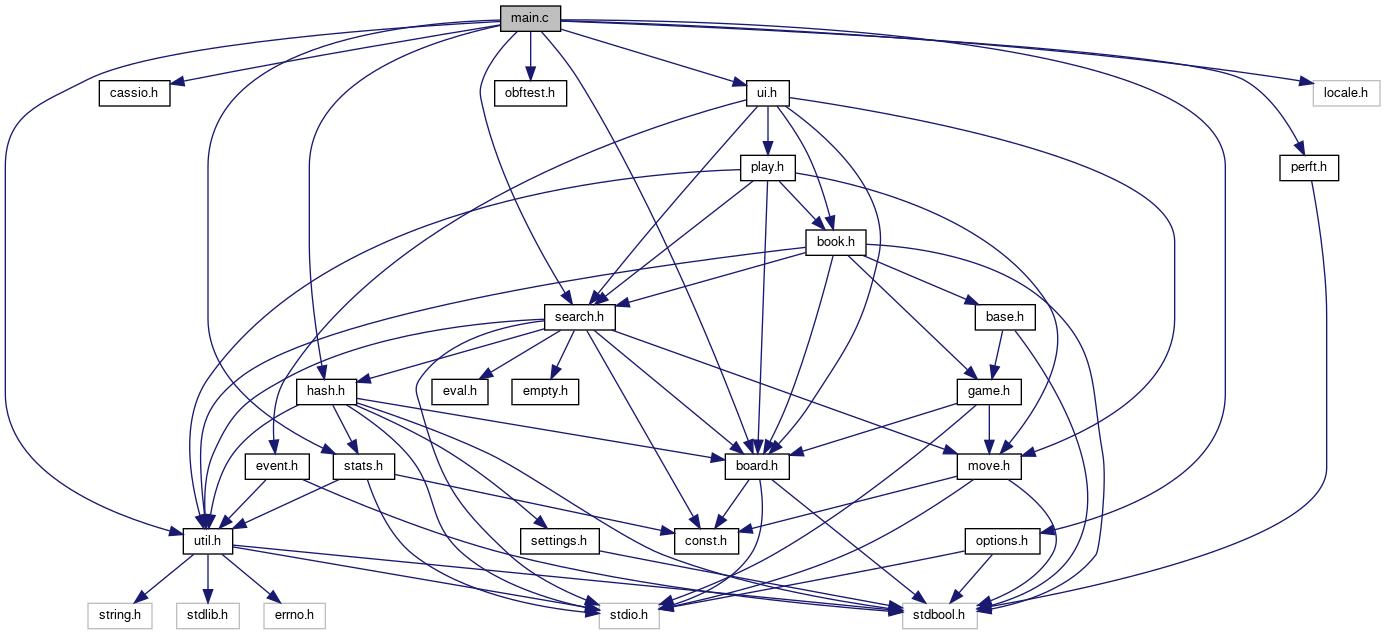 main.c
cassio.h
obftest.h
ui.h
locale.h
play.h
perft.h
book.h
search.h
base.h
hash.h
eval.h
empty.h
game.h
event.h
stats.h
board.h
move.h
util.h
settings.h
const.h
options.h
string.h
stdlib.h
errno.h
stdio.h
stdbool.h